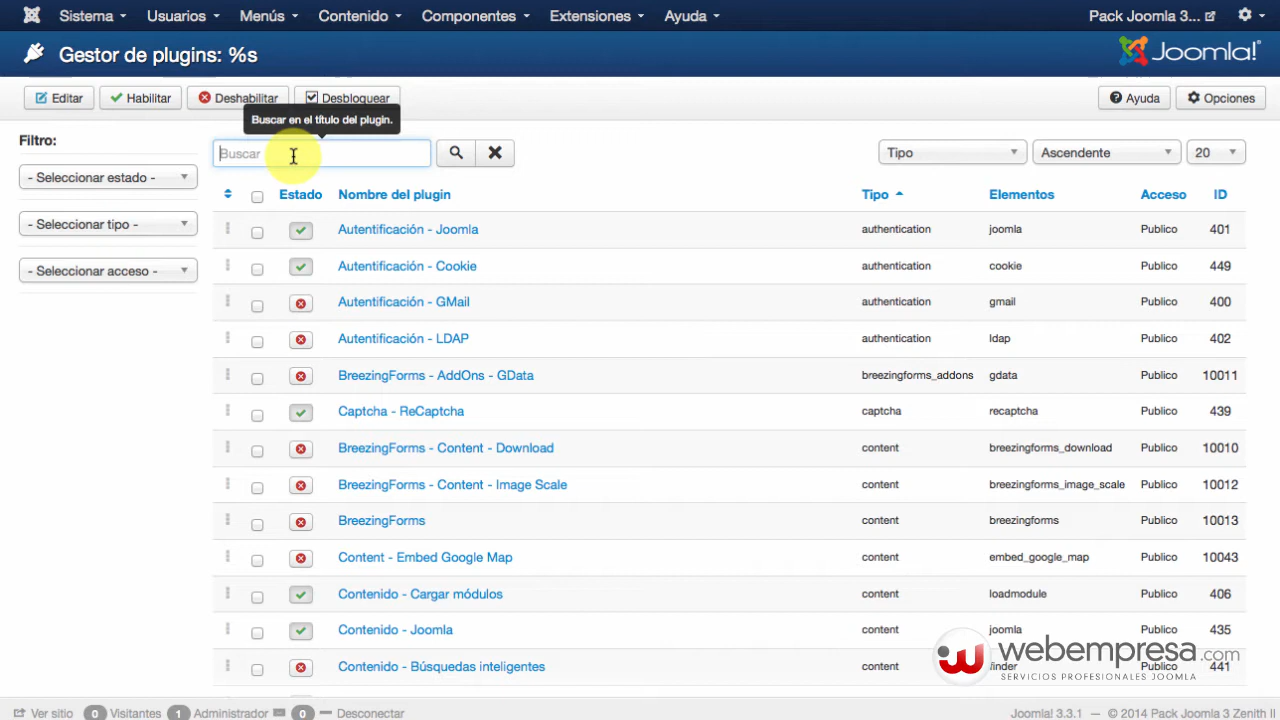 Sistema Usuarios Menús Contenido Componentes Extensiones Ayuda Pack Joomla 3...
Gestor de plugins: %s Joomla!®
Editar Habilitar Deshabilitar Desbloquear Ayuda Opciones
Buscar en el título del plugin.
Filtro:
Buscar Tipo Ascendente 20
- Seleccionar estado -
- Seleccionar tipo -
- Seleccionar acceso -
Estado Nombre del plugin Tipo Elementos Acceso ID
Autentificación - Joomla authentication joomla Publico 401
Autentificación - Cookie authentication cookie Publico 449
Autentificación - GMail authentication gmail Publico 400
Autentificación - LDAP authentication ldap Publico 402
BreezingForms - AddOns - GData breezingforms_addons gdata Publico 10011
Captcha - ReCaptcha captcha recaptcha Publico 439
BreezingForms - Content - Download content breezingforms_download Publico 10010
BreezingForms - Content - Image Scale content breezingforms_image_scale Publico 10012
BreezingForms content breezingforms Publico 10013
Content - Embed Google Map content embed_google_map Publico 10043
Contenido - Cargar módulos content loadmodule Publico 406
Contenido - Joomla content joomla Publico 435
Contenido - Búsquedas inteligentes content finder Publico 441
webempresa.com
SERVICIOS PROFESIONALES JOOMLA
Ver sitio 0 Visitantes 1 Administrador 0 Desconectar Joomla! 3.3.1 — © 2014 Pack Joomla 3 Zenith II